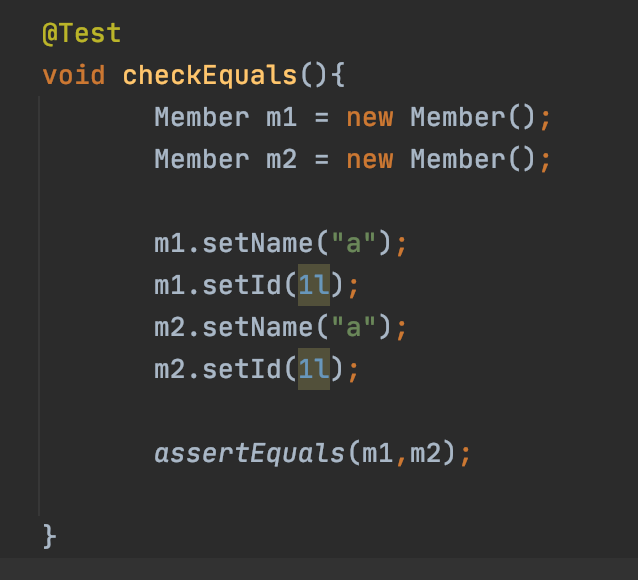 @Test
void checkEquals(){
Member m1 = new Member();
Member m2 = new Member();
m1.setName("a");
m1.setId(1l);
m2.setName("a");
m2.setId(1l);
assertEquals(m1,m2);
}